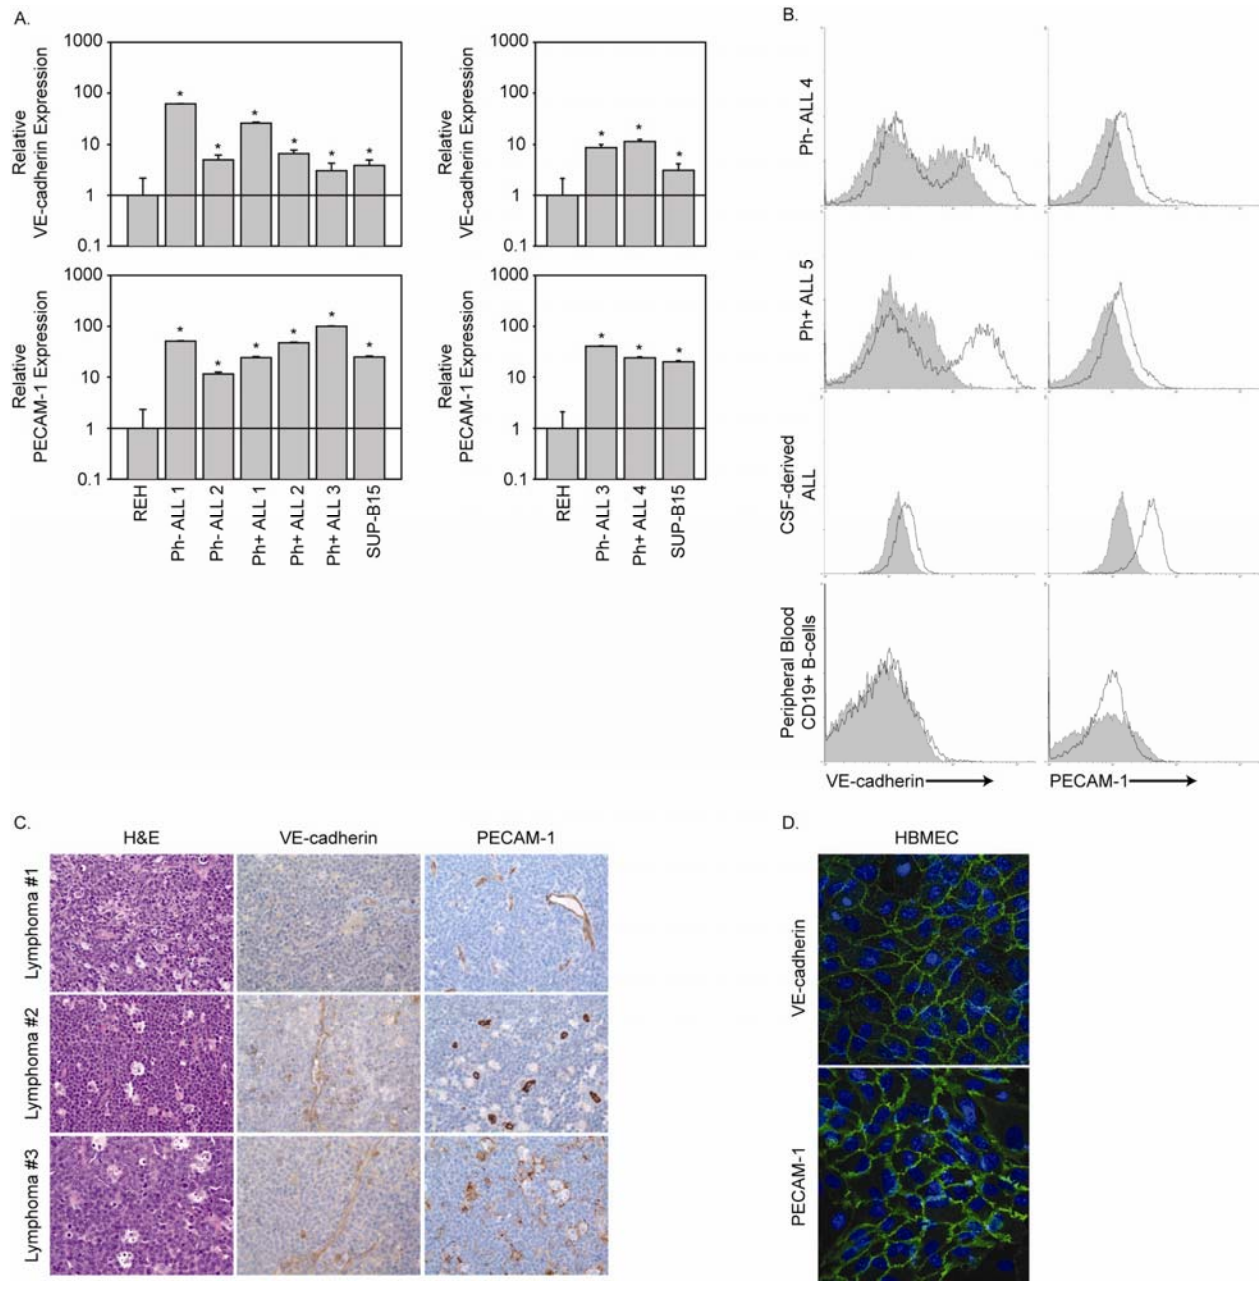 A.
1000
100
10
1
0.1
Relative
VE-cadherin Expression
*
*
*
*
*
*
1000
100
10
1
0.1
Relative
VE-cadherin Expression
*
*
*
1000
100
10
1
0.1
Relative
PECAM-1 Expression
*
*
*
*
*
*
REH
Ph- ALL 1
Ph- ALL 2
Ph+ ALL 1
Ph+ ALL 2
Ph+ ALL 3
SUP-B15
1000
100
10
1
0.1
Relative
PECAM-1 Expression
*
*
*
REH
Ph- ALL 3
Ph+ ALL 4
SUP-B15
B.
Ph- ALL 4
Ph+ ALL 5
CSF-derived
ALL
Peripheral Blood
CD19+ B-cells
VE-cadherin
PECAM-1
C.
H&E
VE-cadherin
PECAM-1
Lymphoma #1
Lymphoma #2
Lymphoma #3
D.
HBMEC
VE-cadherin
PECAM-1